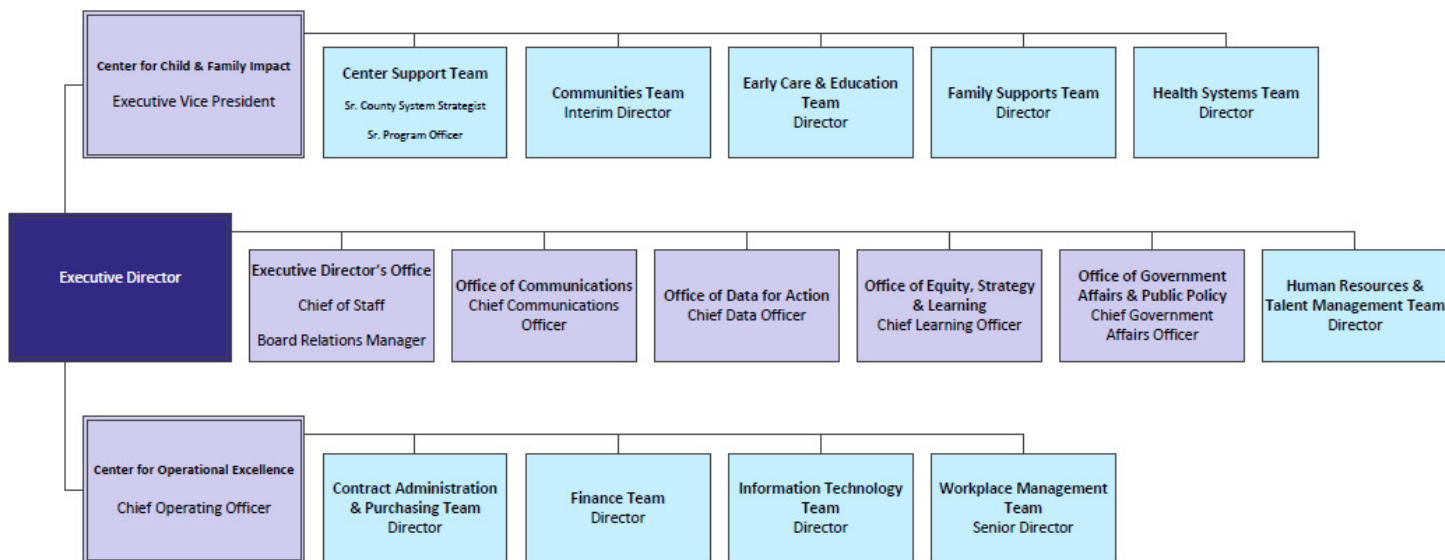 Center for Child & Family Impact
Executive Vice President
Center Support Team
Sr. County System Strategist
Sr. Program Officer
Communities Team
Interim Director
Early Care & Education
Team
Director
Family Supports Team
Director
Health Systems Team
Director
Executive Director
Executive Director's Office
Chief of Staff
Board Relations Manager
Office of Communications
Chief Communications
Officer
Office of Data for Action
Chief Data Officer
Office of Equity, Strategy
& Learning
Chief Learning Officer
Office of Government
Affairs & Public Policy
Chief Government
Affairs Officer
Human Resources &
Talent Management Team
Director
Center for Operational Excellence
Chief Operating Officer
Contract Administration
& Purchasing Team
Director
Finance Team
Director
Information Technology
Team
Director
Workplace Management
Team
Senior Director